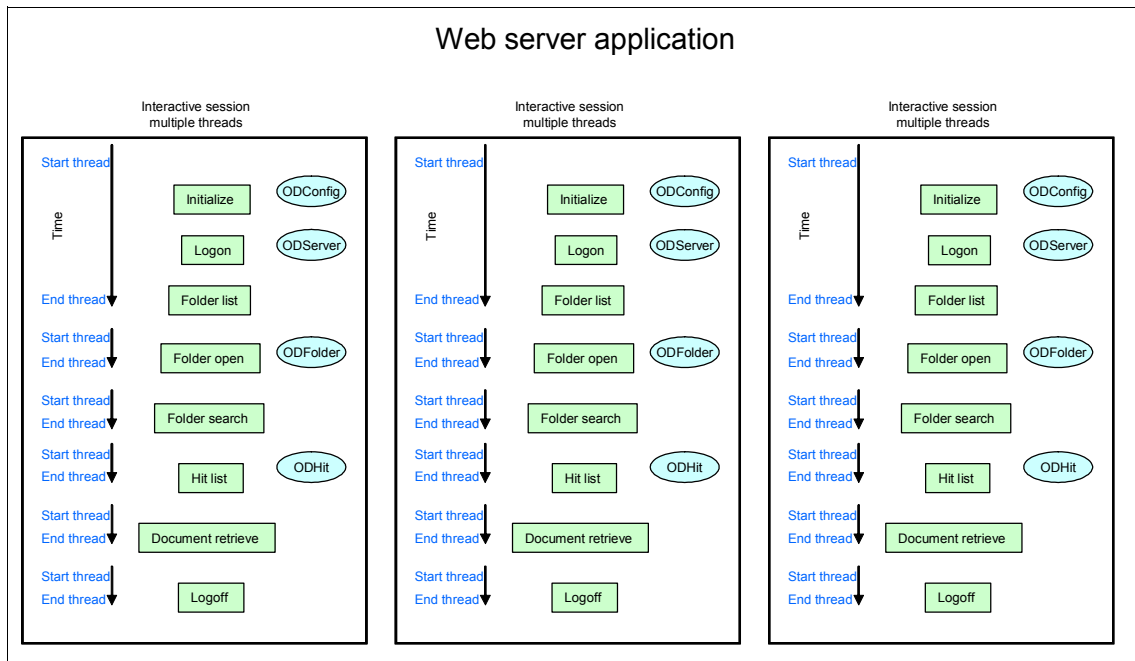 Web server application
Interactive session
multiple threads
Start thread
Initialize
ODConfig
Time
Logon
ODServer
End thread
Folder list
Start thread
End thread
Folder open
ODFolder
Start thread
End thread
Folder search
Start thread
End thread
Hit list
ODHit
Start thread
End thread
Document retrieve
Start thread
End thread
Logoff
Interactive session
multiple threads
Start thread
Initialize
ODConfig
Time
Logon
ODServer
End thread
Folder list
Start thread
End thread
Folder open
ODFolder
Start thread
End thread
Folder search
Start thread
End thread
Hit list
ODHit
Start thread
End thread
Document retrieve
Start thread
End thread
Logoff
Interactive session
multiple threads
Start thread
Initialize
ODConfig
Time
Logon
ODServer
End thread
Folder list
Start thread
End thread
Folder open
ODFolder
Start thread
End thread
Folder search
Start thread
End thread
Hit list
ODHit
Start thread
End thread
Document retrieve
Start thread
End thread
Logoff